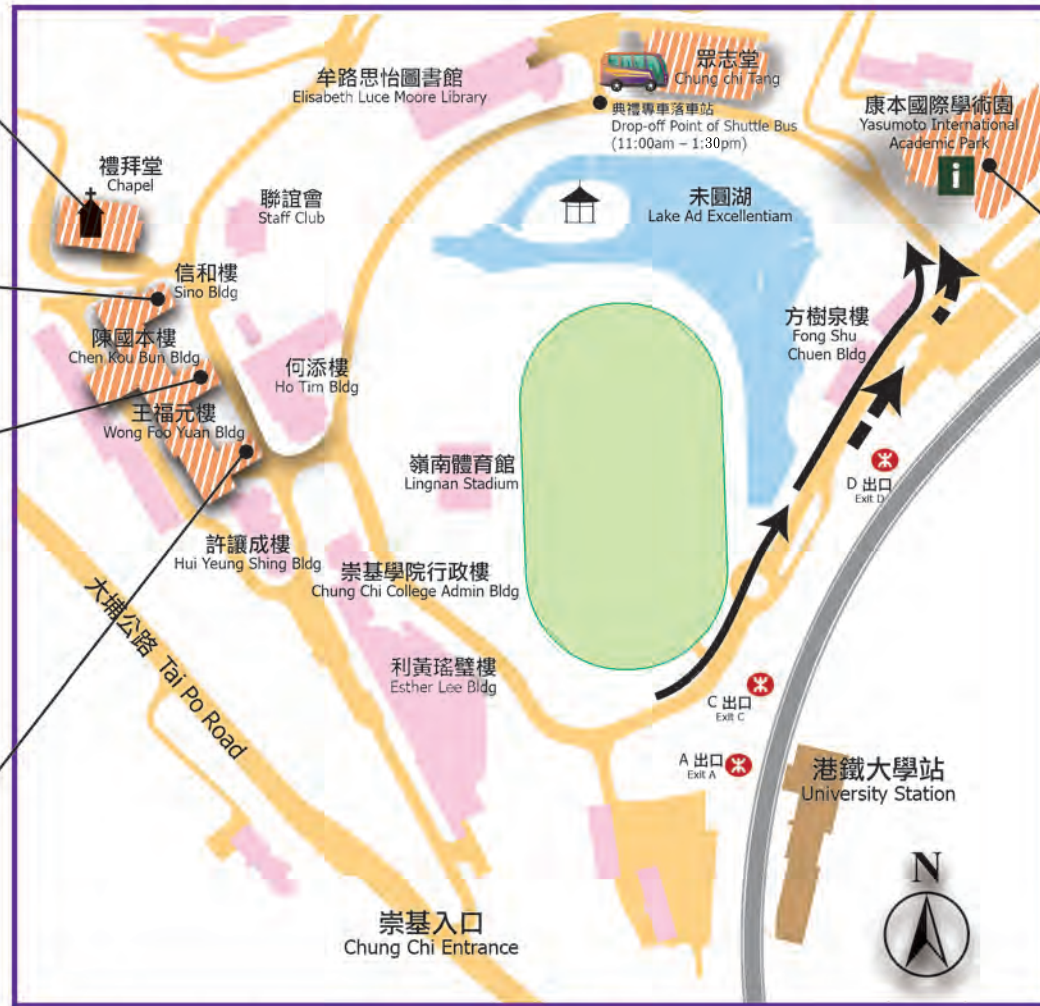 眾志堂
Chung chi Tang
牟路思怡圖書館
Elisabeth Luce Moore Library
典禮專車落車站
Drop-off Point of Shuttle Bus
(11:00am – 1:30pm)
康本國際學術園
Yasumoto International
Academic Park
i
禮拜堂
Chapel
聯誼會
Staff Club
未圓湖
Lake Ad Excellentiam
信和樓
Sino Bldg
陳國本樓
Chen Kou Bun Bldg
方樹泉樓
Fong Shu
Chuen Bldg
何添樓
Ho Tim Bldg
王福元樓
Wong Foo Yuan Bldg
嶺南體育館
Lingnan Stadium
D 出口
Exit D
許讓成樓
Hui Yeung Shing Bldg
崇基學院行政樓
Chung Chi College Admin Bldg
大埔公路 Tai Po Road
利黃瑤璧樓
Esther Lee Bldg
C 出口
Exit C
A 出口
Exit A
港鐵大學站
University Station
N
崇基入口
Chung Chi Entrance